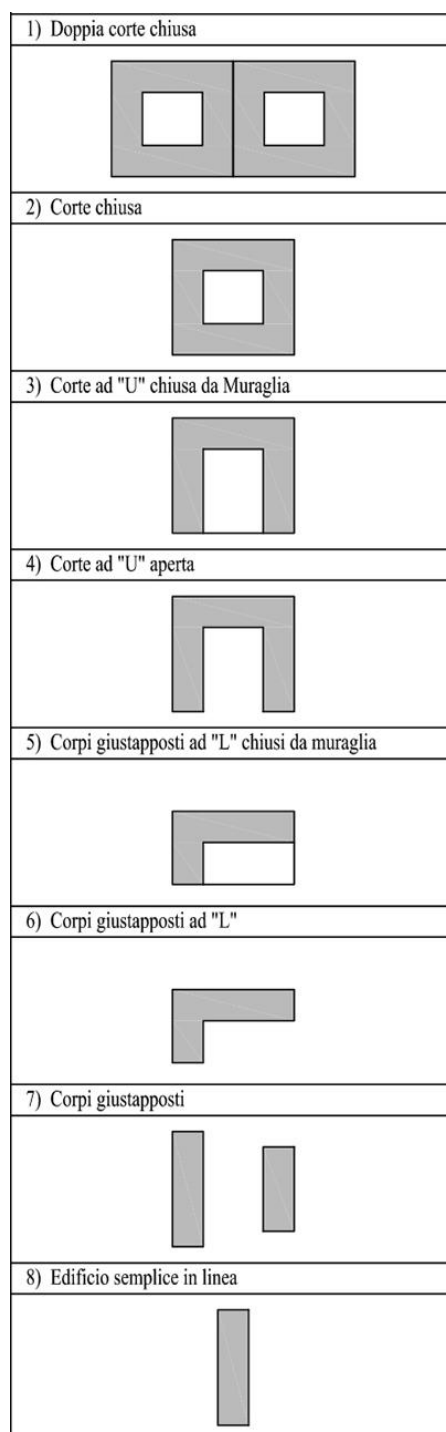 1) Doppia corte chiusa
2) Corte chiusa
3) Corte ad "U" chiusa da Muraglia
4) Corte ad "U" aperta
5) Corpi giustapposti ad "L" chiusi da muraglia
6) Corpi giustapposti ad "L"
7) Corpi giustapposti
8) Edificio semplice in linea